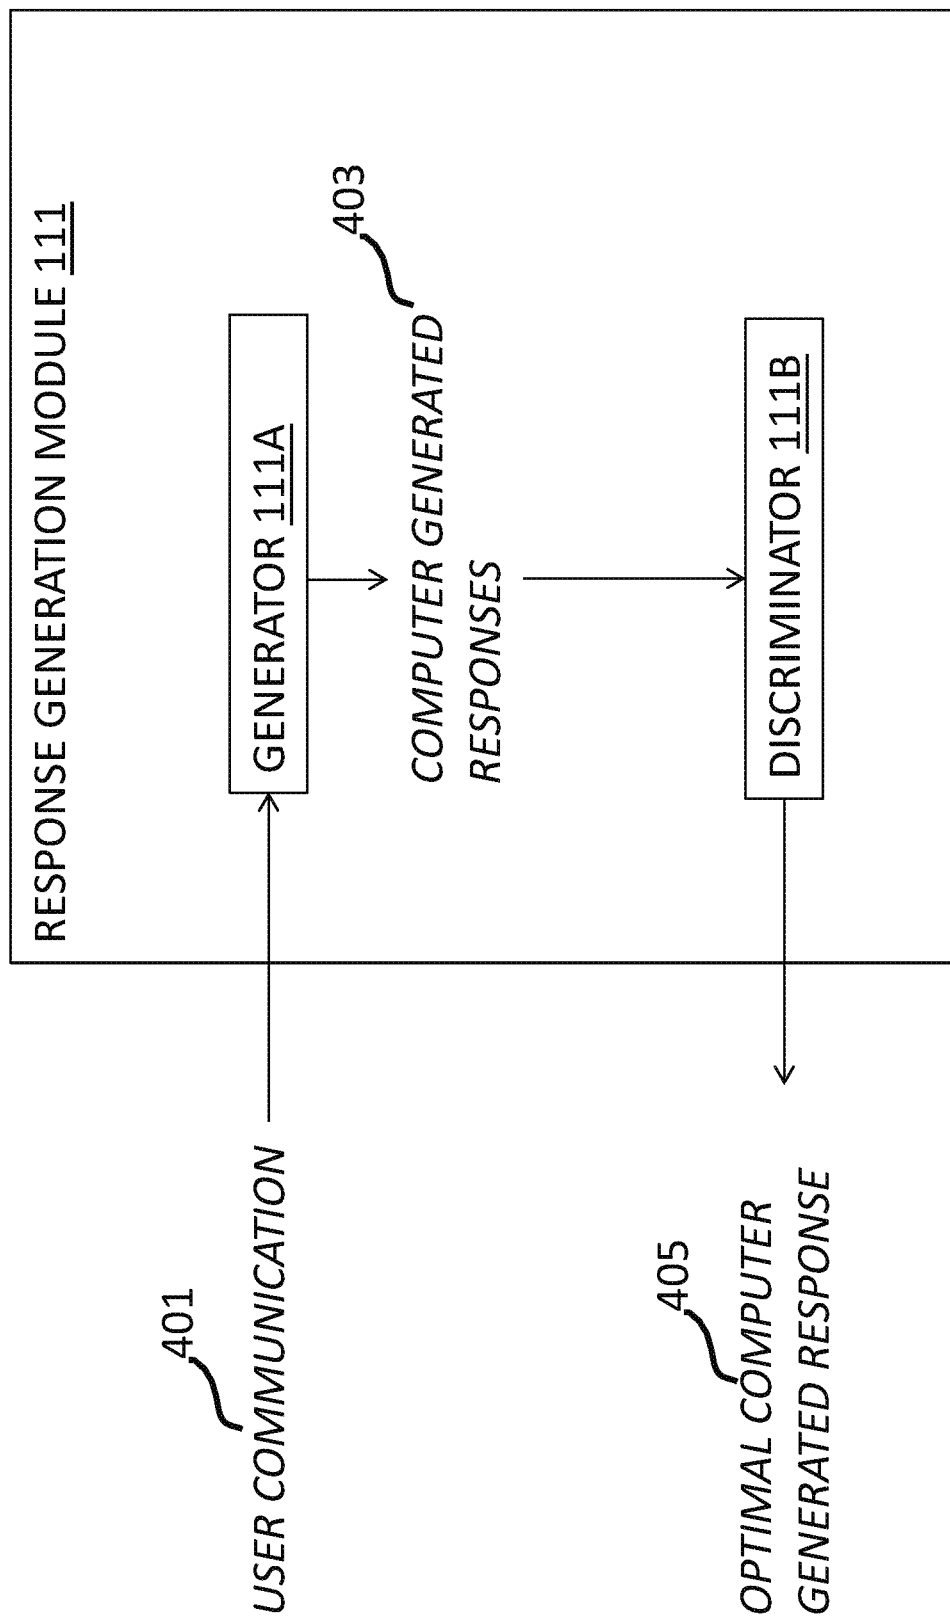 RESPONSE GENERATION MODULE 111
401
USER COMMUNICATION
GENERATOR 111A
403
COMPUTER GENERATED
RESPONSES
405
OPTIMAL COMPUTER
GENERATED RESPONSE
DISCRIMINATOR 111B